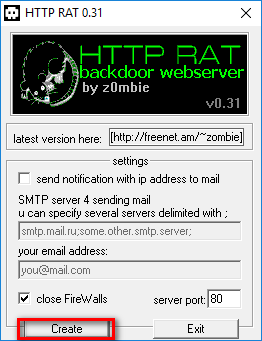 HTTP RAT 0.31
HTTP RAT
backdoor webserver
by z0mbie
v0.31
latest version here: [http://freenet.am/~zombie]
settings
send notification with ip address to mail
SMTP server 4 sending mail
u can specify several servers delimited with ;
smtp.mail.ru;some.other.smtp.server;
your email address:
you@mail.com
close FireWalls server port: 80
Create Exit